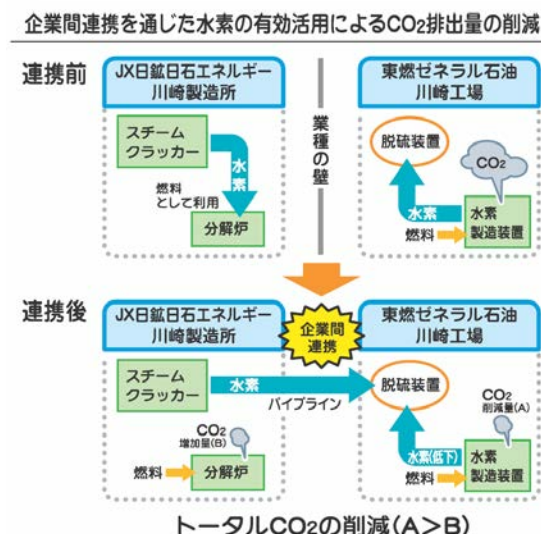 企業間連携を通じた水素の有効活用によるCO₂排出量の削減
連携前
JX日鉱日石エネルギー
川崎製造所
スチーム
クラッカー
水素
燃料
として利用
分解炉
業種の壁
東燃ゼネラル石油
川崎工場
脱硫装置
CO₂
水素
燃料
水素
製造装置
連携後
JX日鉱日石エネルギー
川崎製造所
企業間
連携
東燃ゼネラル石油
川崎工場
スチーム
クラッカー
水素
パイプライン
脱硫装置
CO₂
増加量(B)
燃料
分解炉
CO₂
削減量(A)
水素(低下)
燃料
水素
製造装置
トータルCO₂の削減(A>B)